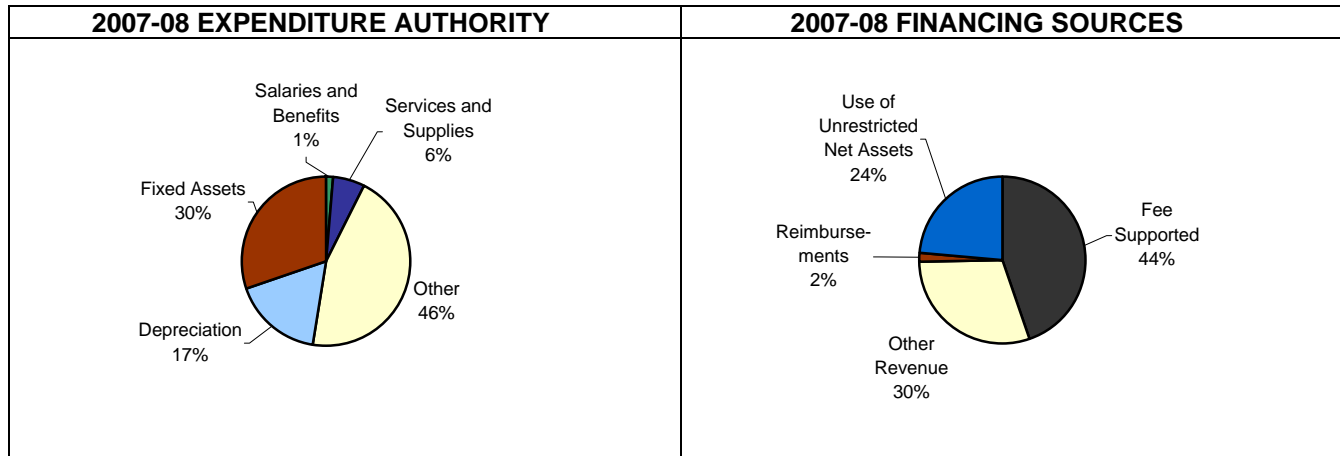 2007-08 EXPENDITURE AUTHORITY
Salaries and
Benefits
1%
Services and
Supplies
6%
Fixed Assets
30%
Other
46%
Depreciation
17%
2007-08 FINANCING SOURCES
Use of
Unrestricted
Net Assets
24%
Fee
Supported
44%
Reimburse-
ments
2%
Other
Revenue
30%